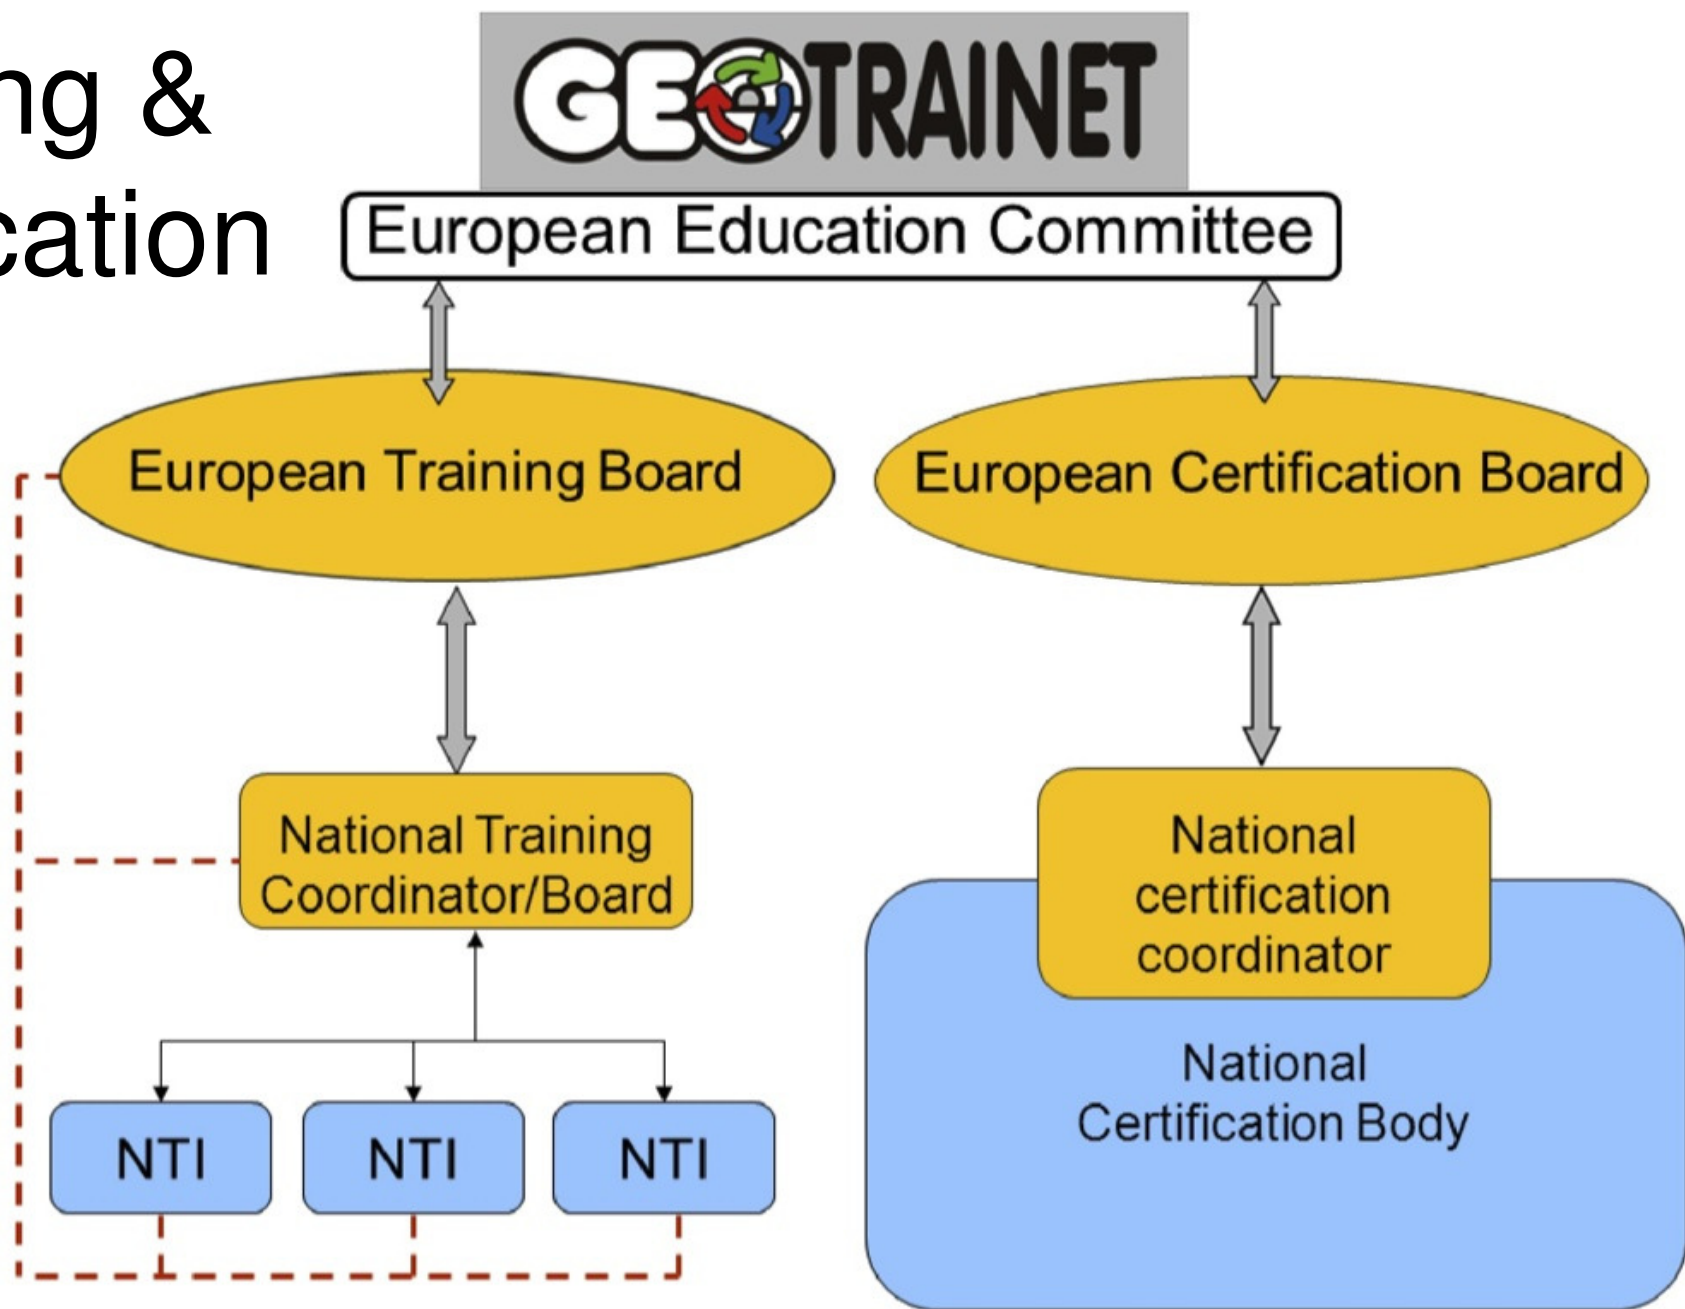 ng &
cation
GEOTRAINET
European Education Committee
European Training Board
European Certification Board
National Training
Coordinator/Board
National
certification
coordinator
National
Certification Body
NTI
NTI
NTI